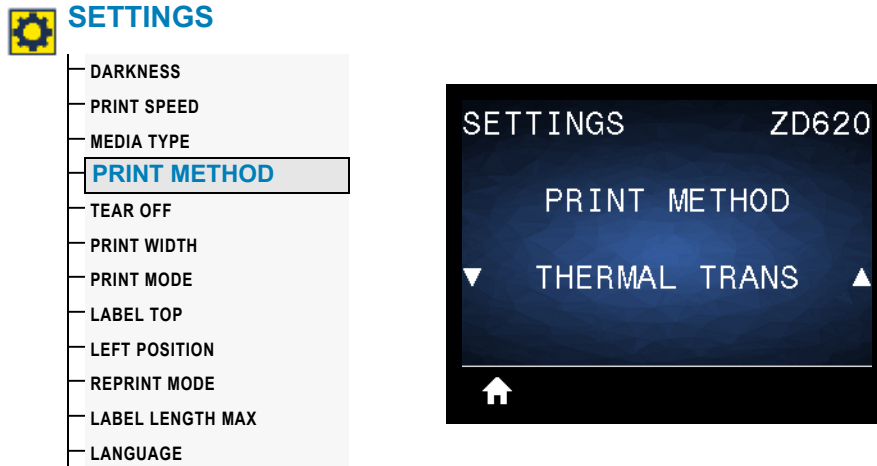 SETTINGS
DARKNESS
PRINT SPEED
MEDIA TYPE
PRINT METHOD
TEAR OFF
PRINT WIDTH
PRINT MODE
LABEL TOP
LEFT POSITION
REPRINT MODE
LABEL LENGTH MAX
LANGUAGE
SETTINGS ZD620
PRINT METHOD
THERMAL TRANS